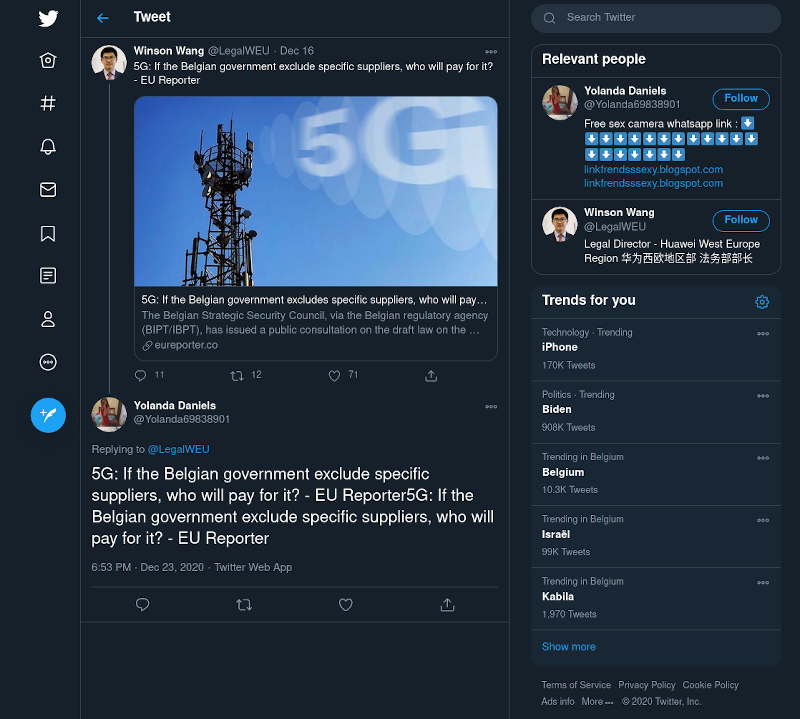 Tweet
Winson Wang @LegalWEU · Dec 16
5G: If the Belgian government exclude specific suppliers, who will pay for it?
- EU Reporter
5G
5G: If the Belgian government excludes specific suppliers, who will pay…
The Belgian Strategic Security Council, via the Belgian regulatory agency
(BIPT/IBPT), has issued a public consultation on the draft law on the …
eureporter.co
11
12
71
Yolanda Daniels
@Yolanda69838901
Replying to @LegalWEU
5G: If the Belgian government exclude specific
suppliers, who will pay for it? - EU Reporter5G: If the
Belgian government exclude specific suppliers, who will
pay for it? - EU Reporter
6:53 PM · Dec 23, 2020 · Twitter Web App
Search Twitter
Relevant people
Yolanda Daniels
@Yolanda69838901
Follow
Free sex camera whatsapp link : ⬇
⬇⬇⬇⬇⬇⬇⬇⬇⬇⬇⬇⬇
⬇⬇⬇⬇⬇⬇⬇
linkfrendsssexy.blogspot.com
linkfrendsssexy.blogspot.com
Winson Wang
@LegalWEU
Follow
Legal Director - Huawei West Europe
Region 华为西欧地区部 法务部部长
Trends for you
Technology · Trending
iPhone
170K Tweets
Politics · Trending
Biden
908K Tweets
Trending in Belgium
Belgium
10.3K Tweets
Trending in Belgium
Israël
99K Tweets
Trending in Belgium
Kabila
1,970 Tweets
Show more
Terms of Service Privacy Policy Cookie Policy
Ads info More ••• © 2020 Twitter, Inc.